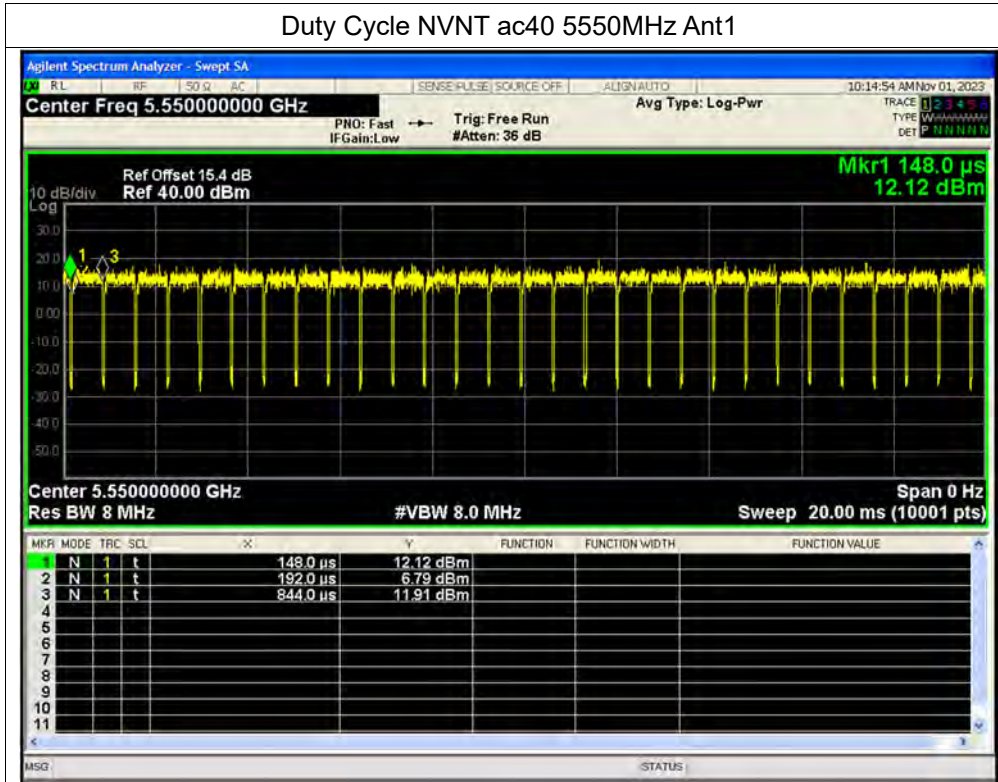 Duty Cycle NVNT ac40 5550MHz Ant1
Agilent Spectrum Analyzer - Swept SA
LXI RL RF 50 Ω AC SENSE:PULSE SOURCE OFF ALIGN AUTO 10:14:54 AM Nov 01, 2023
Center Freq 5.550000000 GHz Avg Type: Log-Pwr TRACE 1 2 3 4 5 6
PNO: Fast Trig: Free Run TYPE W
IFGain:Low #Atten: 36 dB DET P N N N N N
Mkr1 148.0 µs
Ref Offset 15.4 dB
10 dB/div Ref 40.00 dBm 12.12 dBm
Log
30.0
20.0
1 3
10.0
0.00
-10.0
-20.0
-30.0
-40.0
-50.0
Center 5.550000000 GHz Span 0 Hz
Res BW 8 MHz #VBW 8.0 MHz Sweep 20.00 ms (10001 pts)
MKR MODE TRC SCL X Y FUNCTION FUNCTION WIDTH FUNCTION VALUE
1 N 1 t 148.0 µs 12.12 dBm
2 N 1 t 192.0 µs 6.79 dBm
3 N 1 t 844.0 µs 11.91 dBm
4
5
6
7
8
9
10
11
MSG STATUS